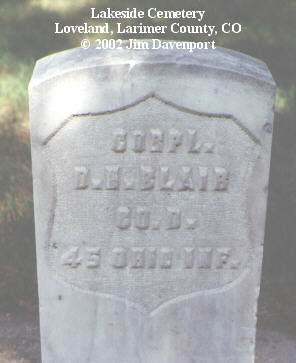 Lakeside Cemetery
Loveland, Larimer County, CO
© 2002 Jim Davenport
CORPL.
D.H.BLAIR
CO.D.
45 OHIO INF.